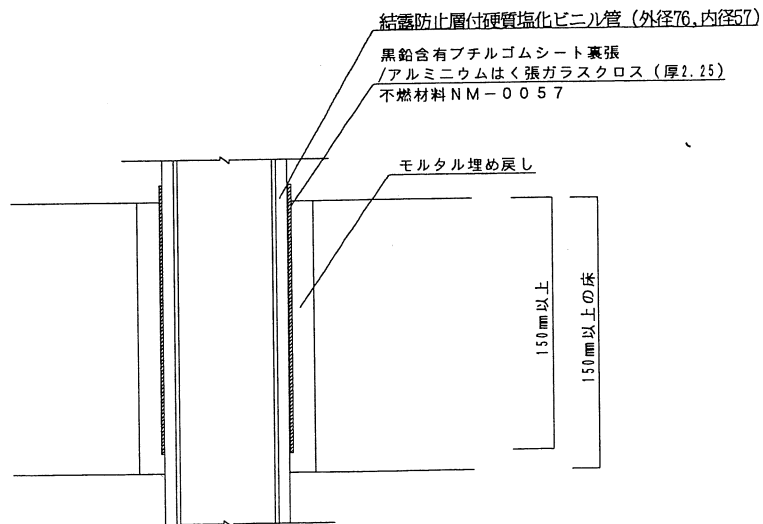 結露防止層付硬質塩化ビニル管(外径76,内径57)
黒鉛含有ブチルゴムシート裏張
/アルミニウムはく張ガラスクロス(厚2.25)
不燃材料NM-0057
モルタル埋め戻し
150mm以上
150mm以上の床